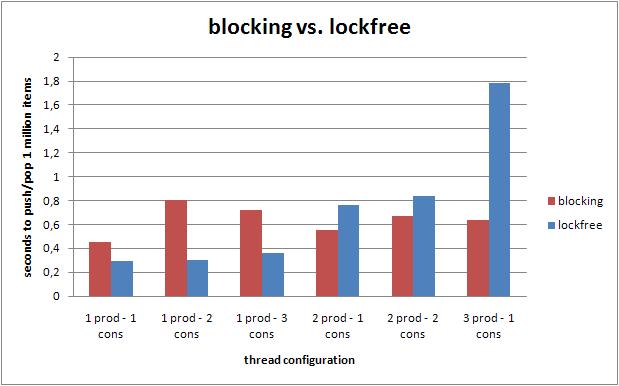 blocking vs. lockfree
seconds to push/pop 1 million items
2
1,8
1,6
1,4
1,2
1
0,8
0,6
0,4
0,2
0
blocking
lockfree
1 prod - 1
cons
1 prod - 2
cons
1 prod - 3
cons
2 prod - 1
cons
2 prod - 2
cons
3 prod - 1
cons
thread configuration